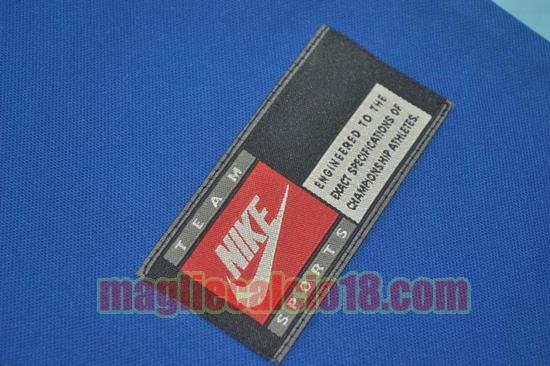 ENGINEERED TO THE
EXACT SPECIFICATIONS OF
CHAMPIONSHIP ATHLETES.
TEAM
NIKE
SPORTS
magliecalcio18.com